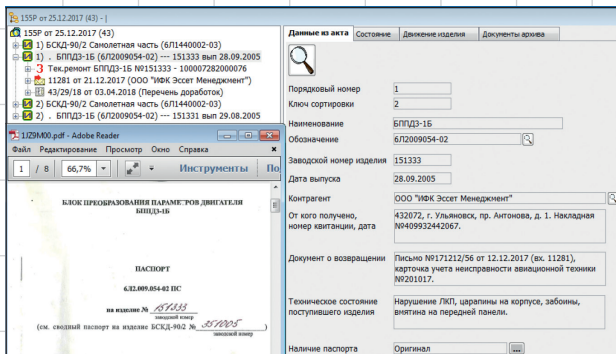 155Р от 25.12.2017 (43) - |
155Р от 25.12.2017 (43)
1) БСКД-90/2 Самолетная часть (6Л1440002-03)
1) . БППД3-1Б (6Л2009054-02) --- 151333 вып 28.09.2005
3 Тек.ремонт БППД3-1Б №151333 - 100007282000076
11281 от 21.12.2017 (ООО "ИФК Эссет Менеджмент")
43/29/18 от 03.04.2018 (Перечень доработок)
2) БСКД-90/2 Самолетная часть (6Л1440002-03)
2) . БППД3-1Б (6Л2009054-02) --- 151331 вып 29.08.2005
1JZ9M00.pdf - Adobe Reader
Файл Редактирование Просмотр Окно Справка
1 / 8 66,7% Инструменты По
БЛОК ПРЕОБРАЗОВАНИЯ ПАРАМЕТРОВ ДВИГАТЕЛЯ
БППД3-1Б
ПАСПОРТ
6Л2.009.054-02 ПС
на изделие № 151333
заводской номер
(см. сводный паспорт на изделие БСКД-90/2 № 351005)
заводской номер
Данные из акта Состояние Движение изделия Документы архива
Порядковый номер 1
Ключ сортировки 2
Наименование БППД3-1Б
Обозначение 6Л2009054-02
Заводской номер изделия 151333
Дата выпуска 28.09.2005
Контрагент ООО "ИФК Эссет Менеджмент"
От кого получено, 432072, г. Ульяновск, пр. Антонова, д. 1. Накладная
номер квитанции, дата №409932442067.
Документ о возвращении Письмо №171212/56 от 12.12.2017 (вх. 11281),
карточка учета неисправности авиационной техники
№201017.
Техническое состояние Нарушение ЛКП, царапины на корпусе, забоины,
поступившего изделия вмятина на передней панели.
Наличие паспорта Оригинал